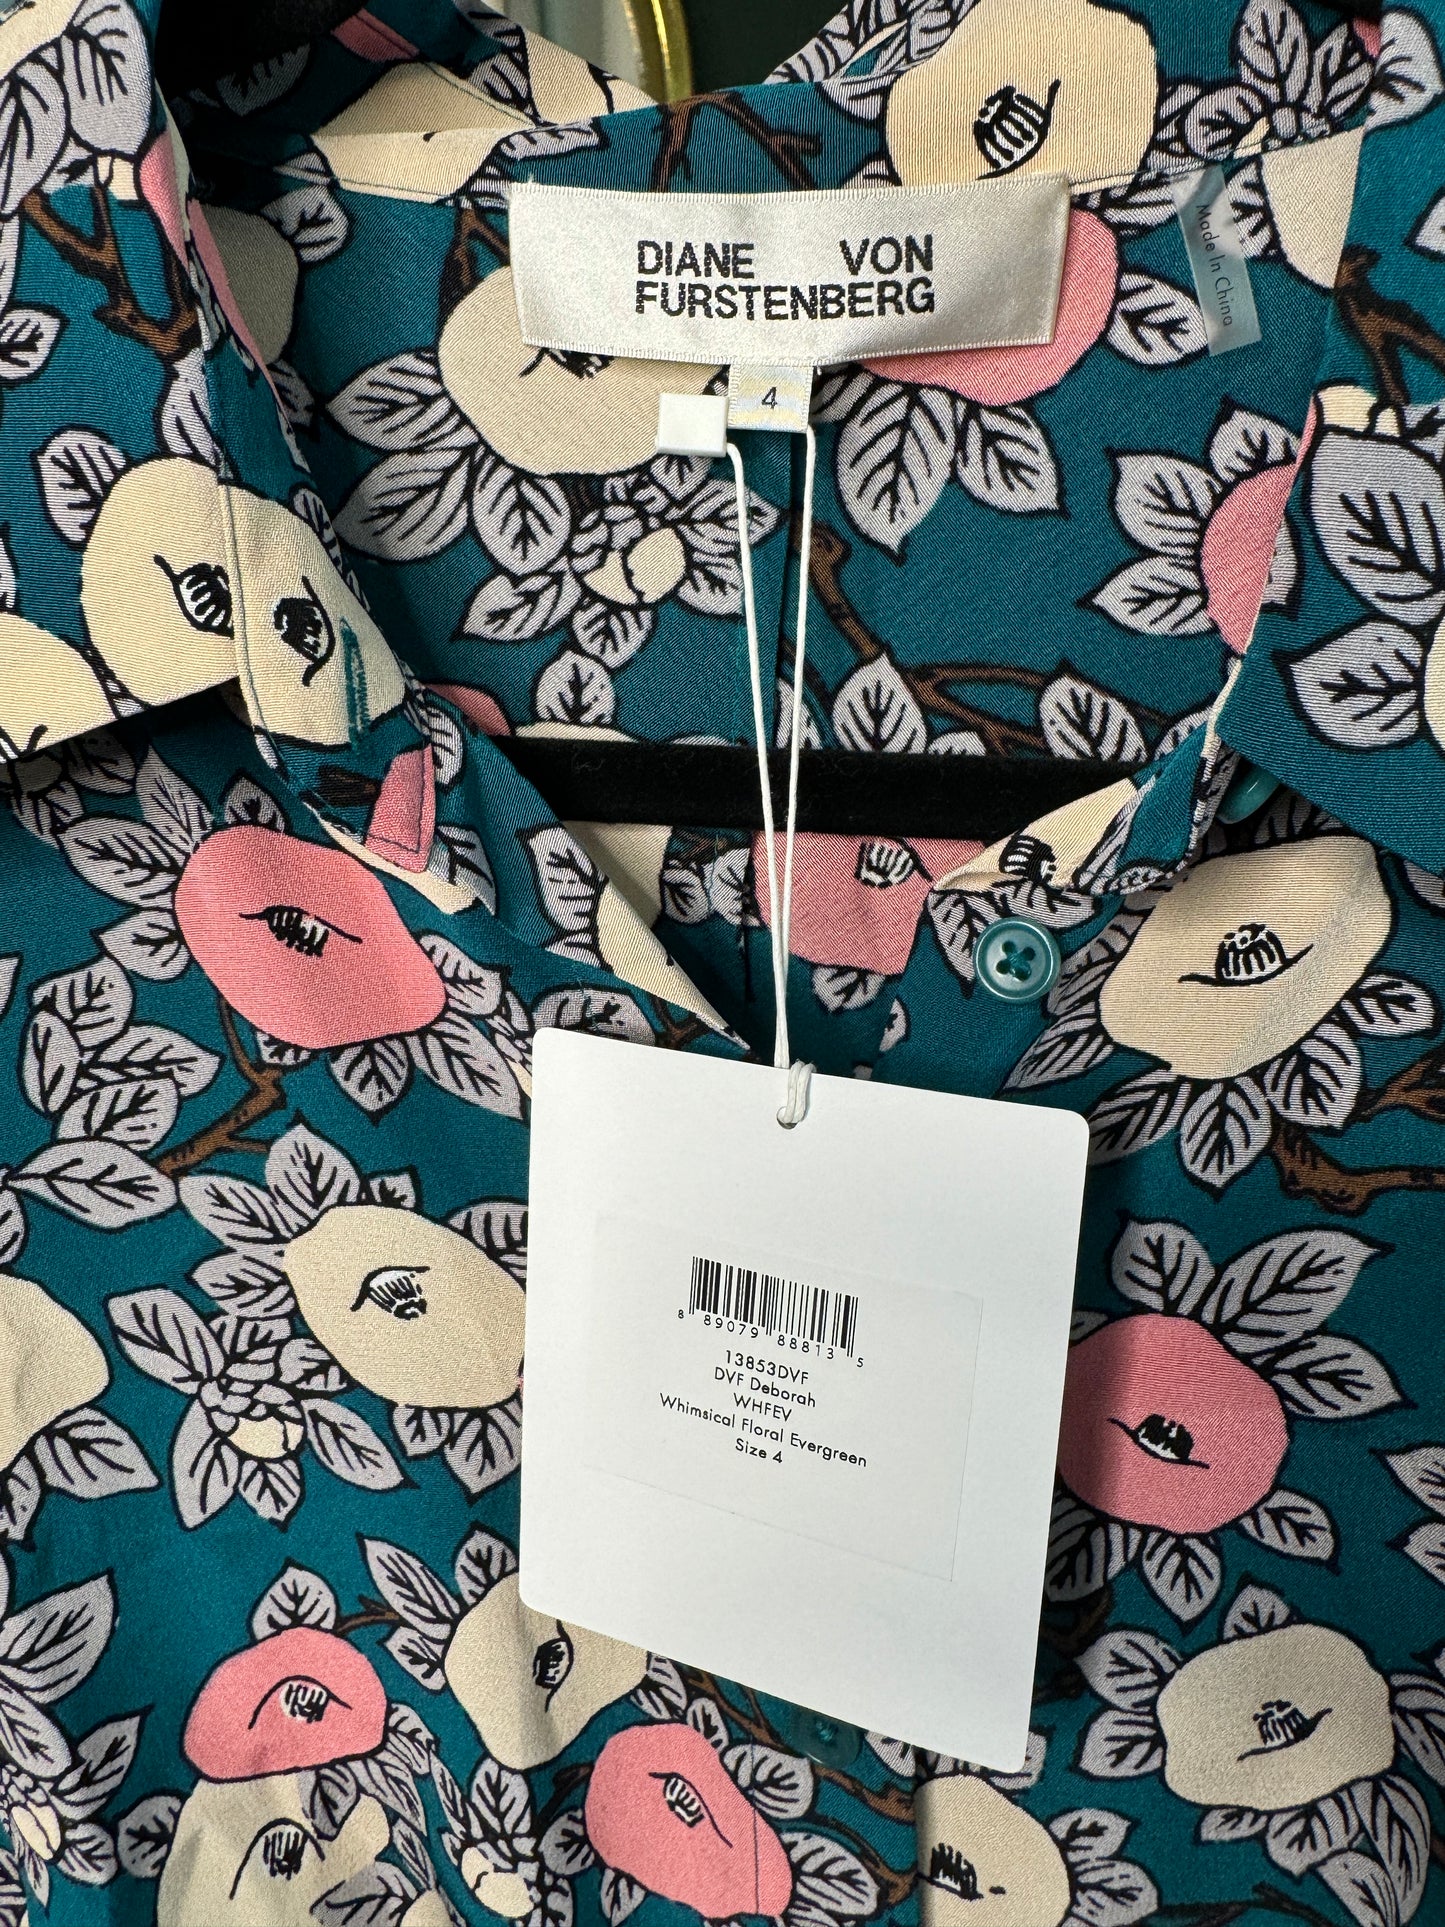 DIANE VON
FURSTENBERG
Made In China
4
8 89079 88813 5
13853DVF
DVF Deborah
WHFEV
Whimsical Floral Evergreen
Size 4